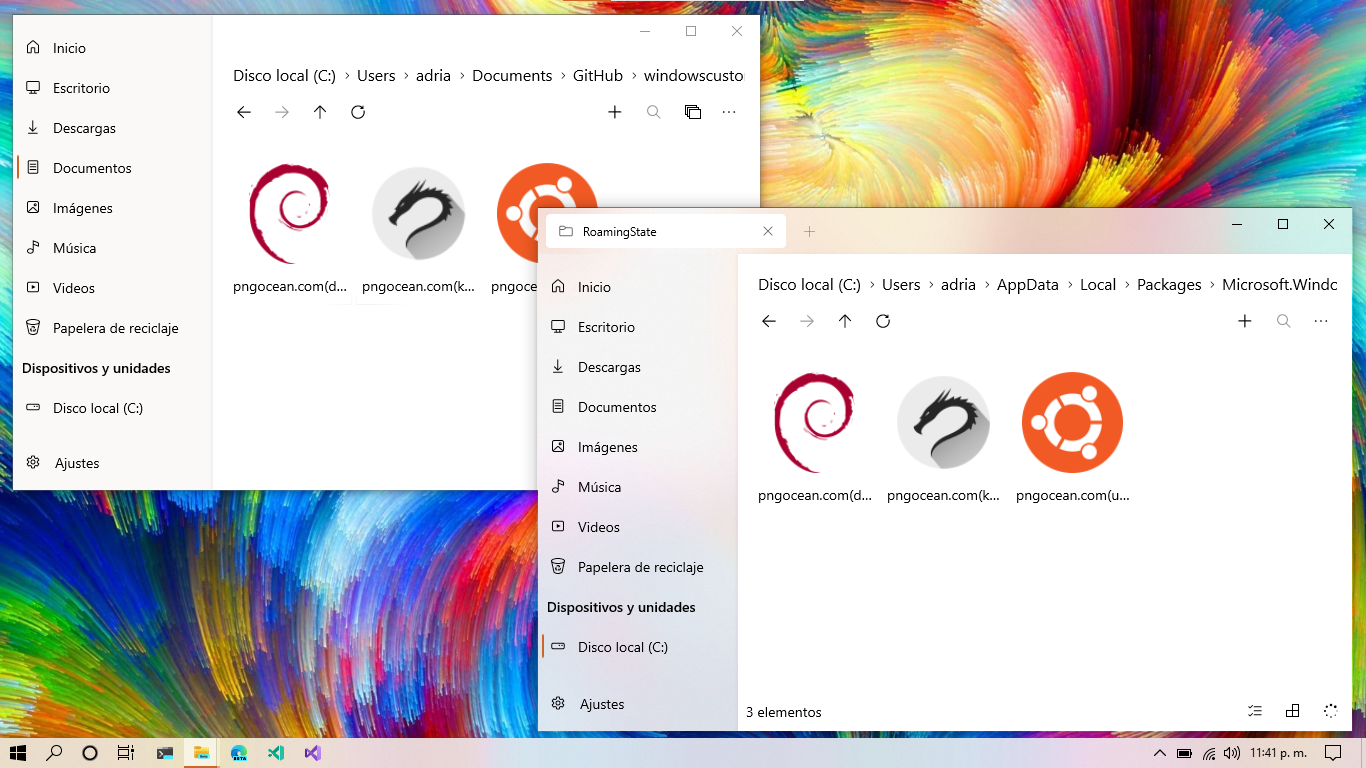 Inicio
Escritorio
Descargas
Documentos
Imágenes
Música
Videos
Papelera de reciclaje
Dispositivos y unidades
Disco local (C:)
Ajustes
Disco local (C:) > Users > adria > Documents > GitHub > windowscusto
pngocean.com(d...
pngocean.com(k...
pngoce
RoamingState
Inicio
Escritorio
Descargas
Documentos
Imágenes
Música
Videos
Papelera de reciclaje
Dispositivos y unidades
Disco local (C:)
Ajustes
Disco local (C:) > Users > adria > AppData > Local > Packages > Microsoft.Windo
pngocean.com(d...
pngocean.com(k...
pngocean.com(u...
3 elementos
BETA
11:41 p. m.